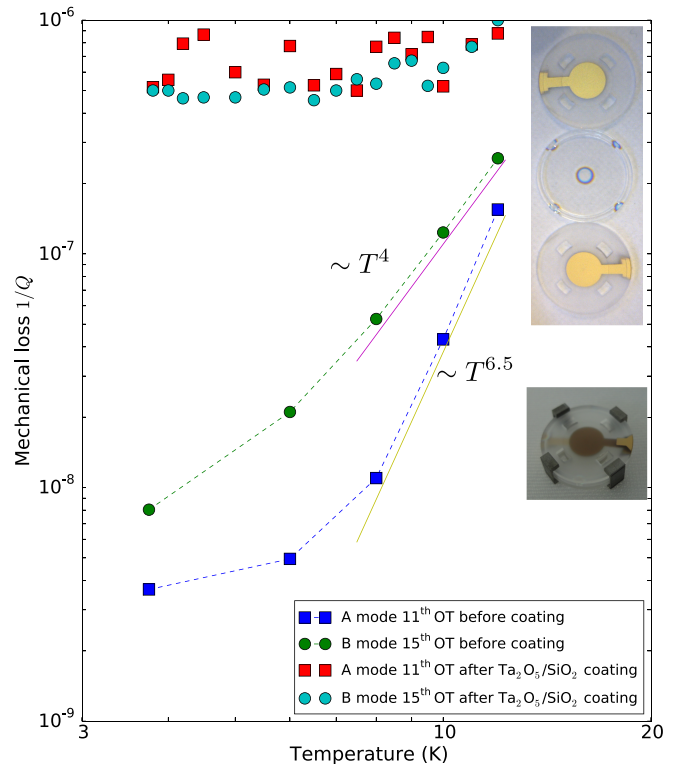 10⁻⁶
10⁻⁷
10⁻⁸
10⁻⁹
Mechanical loss 1/Q
∼ T⁴
∼ T⁶·⁵
A mode 11ᵗʰ OT before coating
B mode 15ᵗʰ OT before coating
A mode 11ᵗʰ OT after Ta₂O₅/SiO₂ coating
B mode 15ᵗʰ OT after Ta₂O₅/SiO₂ coating
3 10 20
Temperature (K)